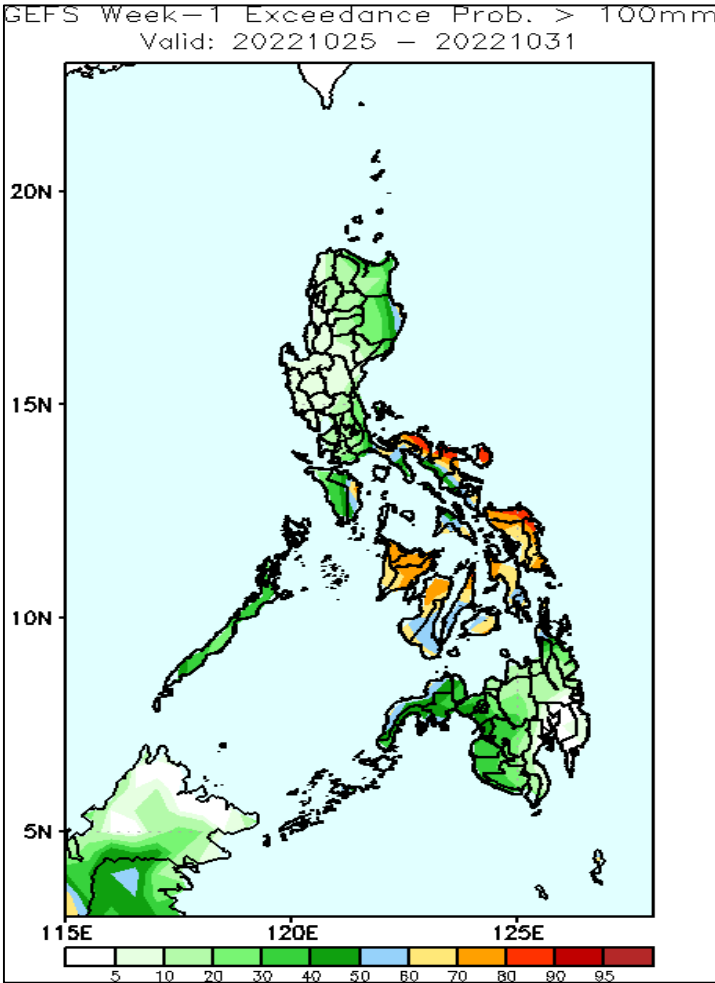 GEFS Week-1 Exceedance Prob. > 100mm
Valid: 20221025 - 20221031
20N
15N
10N
5N
115E 120E 125E
5 10 20 30 40 50 60 70 80 90 95